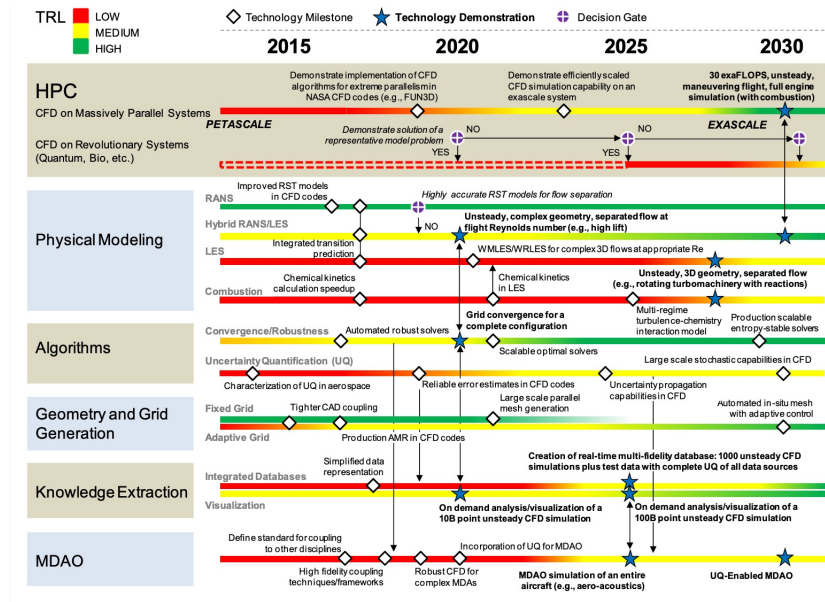 TRL
LOW
MEDIUM
HIGH
Technology Milestone
Technology Demonstration
Decision Gate
2015
2020
2025
2030
HPC
CFD on Massively Parallel Systems
CFD on Revolutionary Systems
(Quantum, Bio, etc.)
Demonstrate implementation of CFD
algorithms for extreme parallelism in
NASA CFD codes (e.g., FUN3D)
Demonstrate efficiently scaled
CFD simulation capability on an
exascale system
30 exaFLOPS, unsteady,
maneuvering flight, full engine
simulation (with combustion)
PETASCALE
Demonstrate solution of a
representative model problem
NO
YES
NO
YES
EXASCALE
Physical Modeling
RANS
Improved RST models
in CFD codes
Highly accurate RST models for flow separation
NO
Hybrid RANS/LES
Unsteady, complex geometry, separated flow at
flight Reynolds number (e.g., high lift)
LES
Integrated transition
prediction
WMLES/WRLES for complex 3D flows at appropriate Re
Unsteady, 3D geometry, separated flow
(e.g., rotating turbomachinery with reactions)
Combustion
Chemical kinetics
calculation speedup
Chemical kinetics
in LES
Multi-regime
turbulence-chemistry
interaction model
Algorithms
Convergence/Robustness
Automated robust solvers
Grid convergence for a
complete configuration
Scalable optimal solvers
Production scalable
entropy-stable solvers
Uncertainty Quantification (UQ)
Characterization of UQ in aerospace
Reliable error estimates in CFD codes
Uncertainty propagation
capabilities in CFD
Large scale stochastic capabilities in CFD
Geometry and Grid
Generation
Fixed Grid
Tighter CAD coupling
Large scale parallel
mesh generation
Automated in-situ mesh
with adaptive control
Adaptive Grid
Production AMR in CFD codes
Knowledge Extraction
Integrated Databases
Simplified data
representation
Creation of real-time multi-fidelity database: 1000 unsteady CFD
simulations plus test data with complete UQ of all data sources
Visualization
On demand analysis/visualization of a
10B point unsteady CFD simulation
On demand analysis/visualization of a
100B point unsteady CFD simulation
MDAO
Define standard for coupling
to other disciplines
High fidelity coupling
techniques/frameworks
Robust CFD for
complex MDAs
Incorporation of UQ for MDAO
MDAO simulation of an entire
aircraft (e.g., aero-acoustics)
UQ-Enabled MDAO